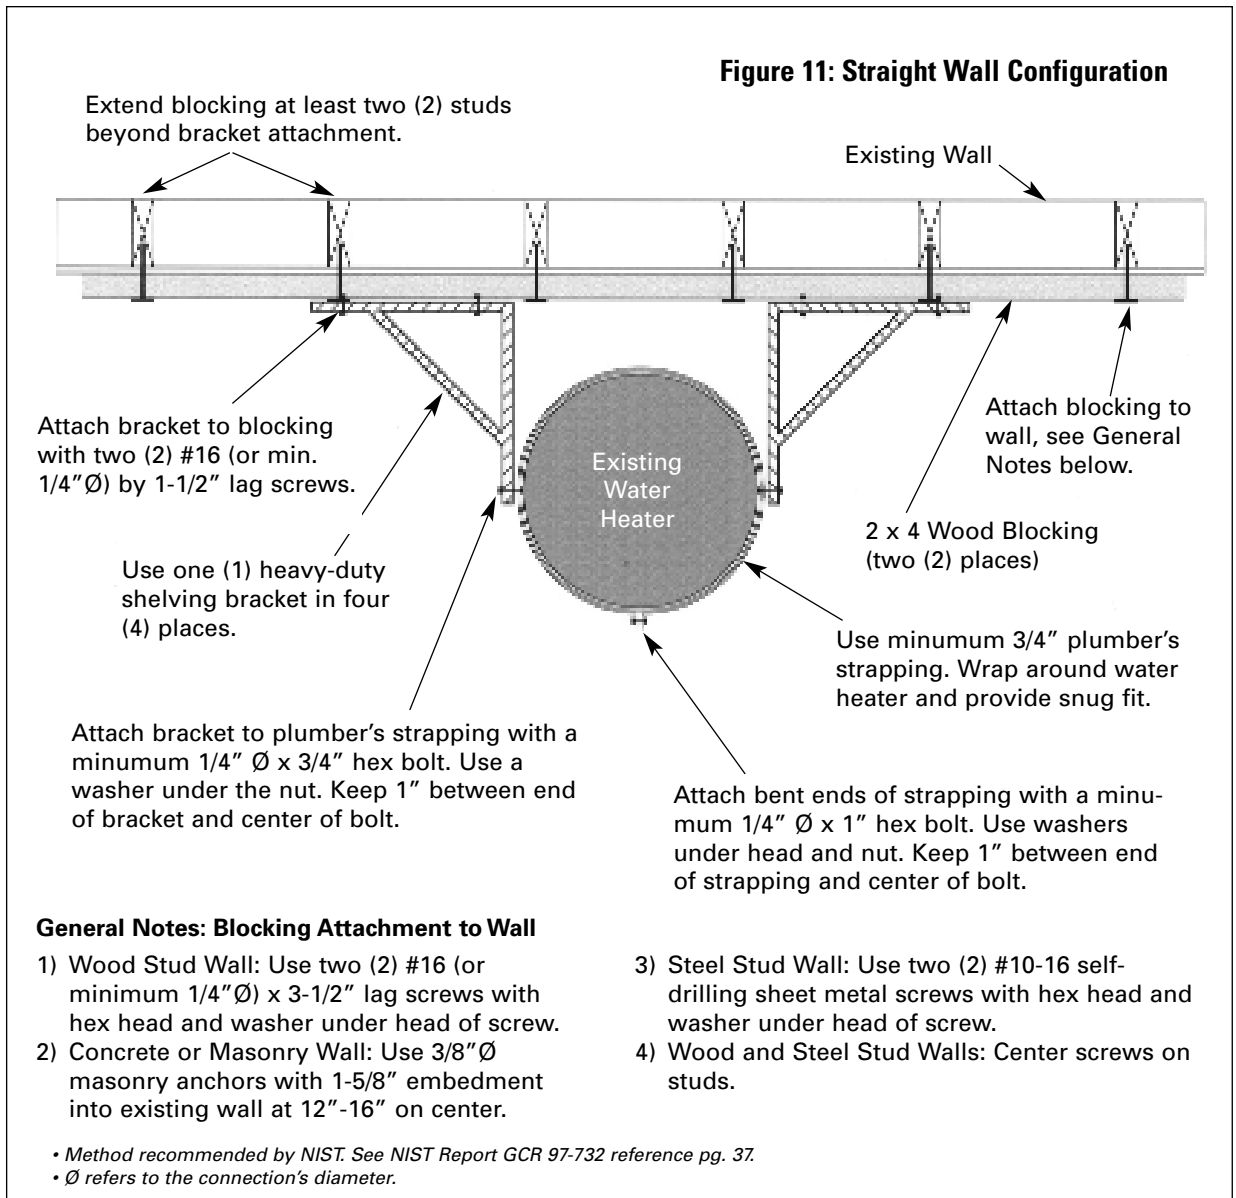 Figure 11: Straight Wall Configuration
Extend blocking at least two (2) studs
beyond bracket attachment.
Existing Wall
Attach bracket to blocking
with two (2) #16 (or min.
1/4”Ø) by 1-1/2” lag screws.
Existing
Water
Heater
Attach blocking to
wall, see General
Notes below.
2 x 4 Wood Blocking
(two (2) places)
Use one (1) heavy-duty
shelving bracket in four
(4) places.
Use minumum 3/4” plumber’s
strapping. Wrap around water
heater and provide snug fit.
Attach bracket to plumber’s strapping with a
minumum 1/4” Ø x 3/4” hex bolt. Use a
washer under the nut. Keep 1” between end
of bracket and center of bolt.
Attach bent ends of strapping with a minu-
mum 1/4” Ø x 1” hex bolt. Use washers
under head and nut. Keep 1” between end
of strapping and center of bolt.
General Notes: Blocking Attachment to Wall
1) Wood Stud Wall: Use two (2) #16 (or
minimum 1/4”Ø) x 3-1/2” lag screws with
hex head and washer under head of screw.
2) Concrete or Masonry Wall: Use 3/8”Ø
masonry anchors with 1-5/8” embedment
into existing wall at 12”-16” on center.
3) Steel Stud Wall: Use two (2) #10-16 self-
drilling sheet metal screws with hex head and
washer under head of screw.
4) Wood and Steel Stud Walls: Center screws on
studs.
• Method recommended by NIST. See NIST Report GCR 97-732 reference pg. 37.
• Ø refers to the connection’s diameter.